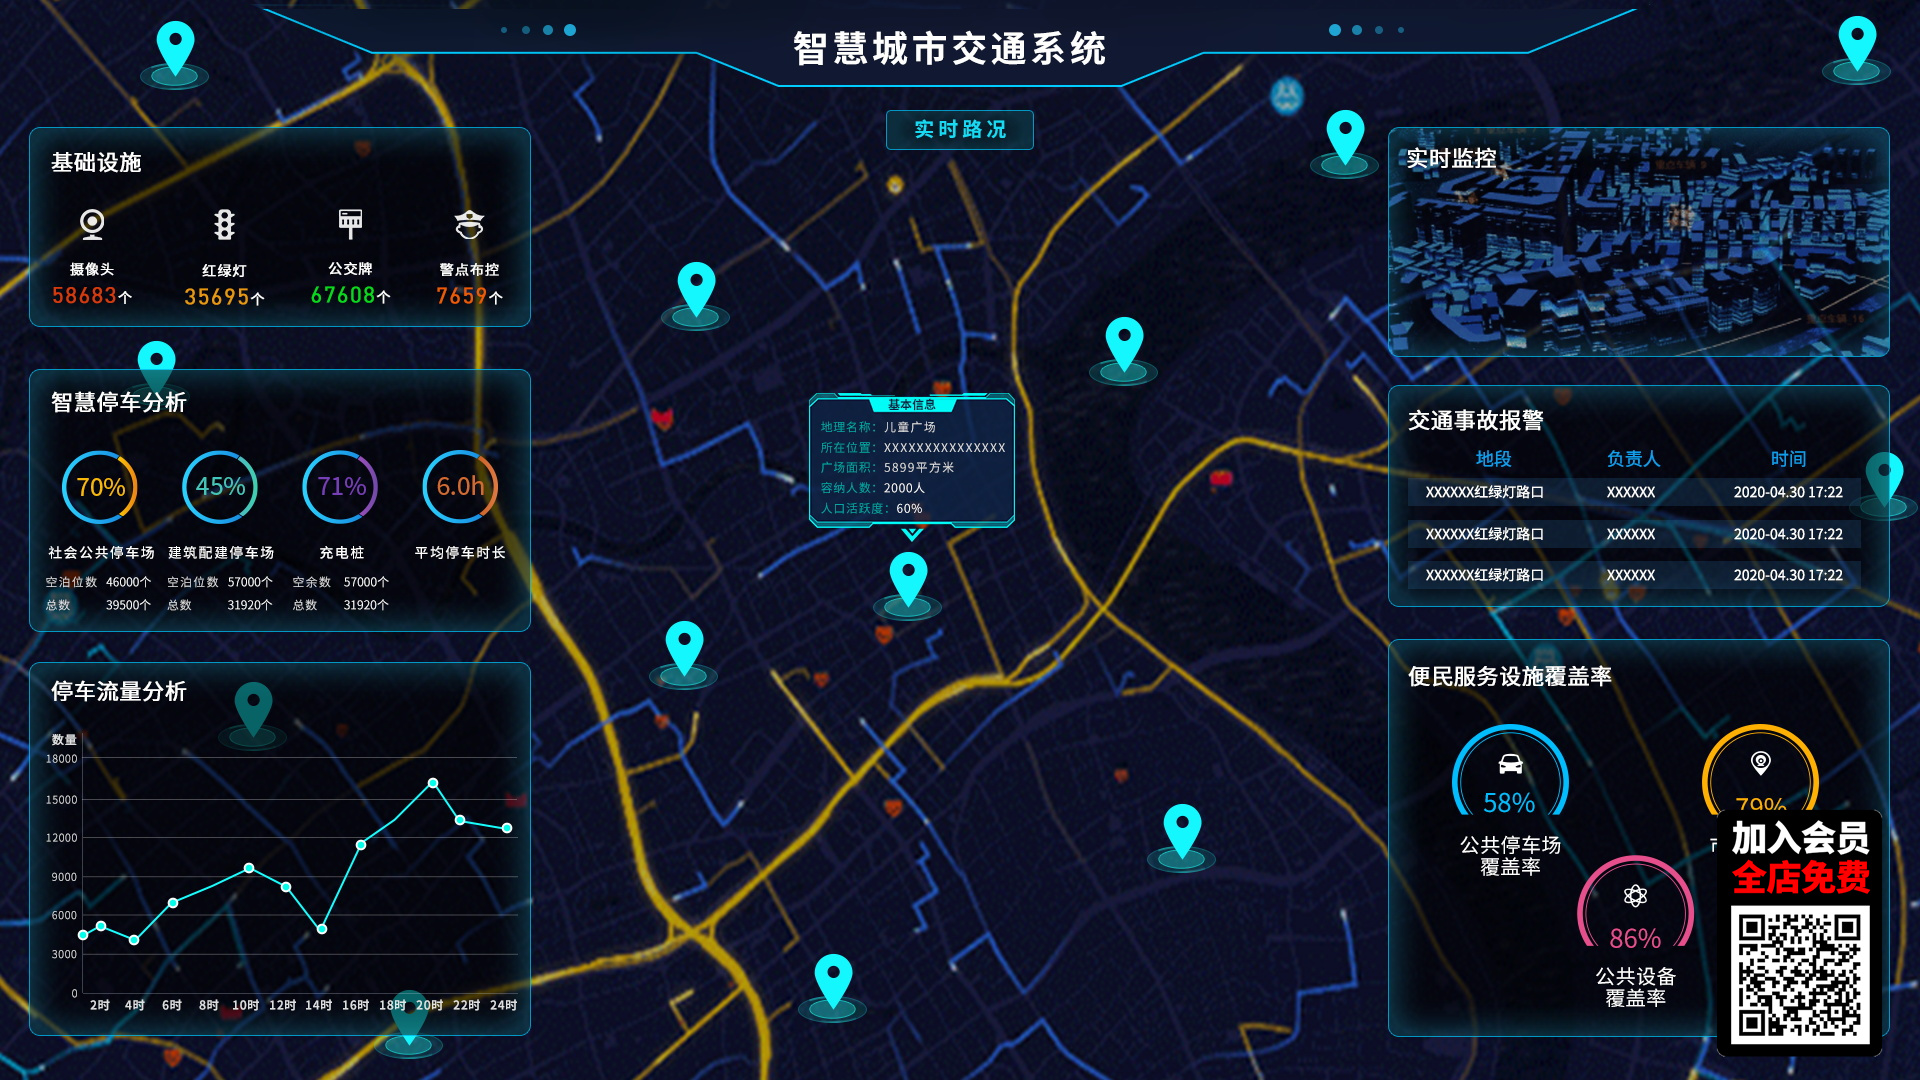 智慧城市交通系统
实时路况
基础设施
摄像头
58683个
红绿灯
35695个
公交牌
67608个
警点布控
7659个
智慧停车分析
70%
45%
71%
6.0h
社会公共停车场
建筑配建停车场
充电桩
平均停车时长
空泊位数 46000个
空泊位数 57000个
空余数 57000个
总数 39500个
总数 31920个
总数 31920个
停车流量分析
数量
18000
15000
12000
9000
6000
3000
0
2时 4时 6时 8时 10时 12时 14时 16时 18时 20时 22时 24时
基本信息
地理名称：儿童广场
所在位置：XXXXXXXXXXXXXXX
广场面积：5899平方米
容纳人数：2000人
人口活跃度：60%
实时监控
交通事故报警
地段 负责人 时间
XXXXXX红绿灯路口 XXXXXX 2020-04.30 17:22
XXXXXX红绿灯路口 XXXXXX 2020-04.30 17:22
XXXXXX红绿灯路口 XXXXXX 2020-04.30 17:22
便民服务设施覆盖率
58%
公共停车场
覆盖率
79%
86%
公共设备
覆盖率
加入会员
全店免费